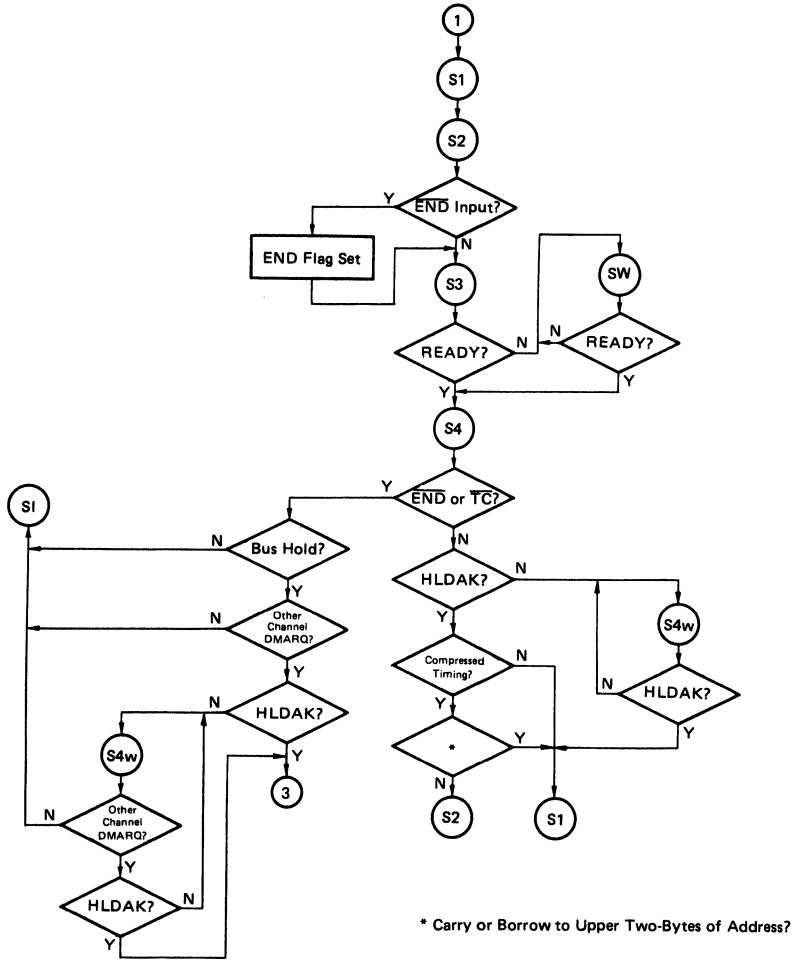 1
S1
S2
Y
END Input?
N
END Flag Set
S3
SW
READY?
N
N
READY?
Y
Y
S4
Y
END or TC?
N
SI
N
Bus Hold?
Y
HLDAK?
N
Y
N
Other
Channel
DMARQ?
Y
S4w
Compressed
Timing?
N
Y
N
HLDAK?
Y
N
HLDAK?
Y
S4w
*
Y
N
3
S2
S1
N
Other
Channel
DMARQ?
Y
HLDAK?
N
Y
* Carry or Borrow to Upper Two-Bytes of Address?